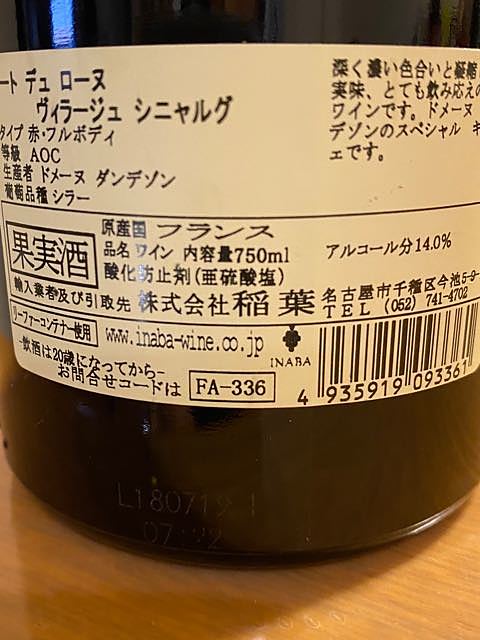 ート デュ ローヌ
ヴィラージュ シニャルグ
タイプ 赤・フルボディ
等級 AOC
生産者 ドメーヌ ダンデゾン
葡萄品種 シラー
深く濃い色合いと凝縮し
実味、とても飲み応えの
ワインです。ドメーヌ
デゾンのスペシャル キ
ェです。
果実酒
原産国 フランス
品名 ワイン 内容量750ml
酸化防止剤(亜硫酸塩)
アルコール分14.0%
輸入業者及び引取先 株式会社 稲葉
名古屋市千種区今池5-9-
TEL (052) 741-4702
リーファーコンテナー使用
www.inaba-wine.co.jp
INABA
-飲酒は20歳になってから-
お問合せコードは FA-336
4 935919 093361
L180719 1